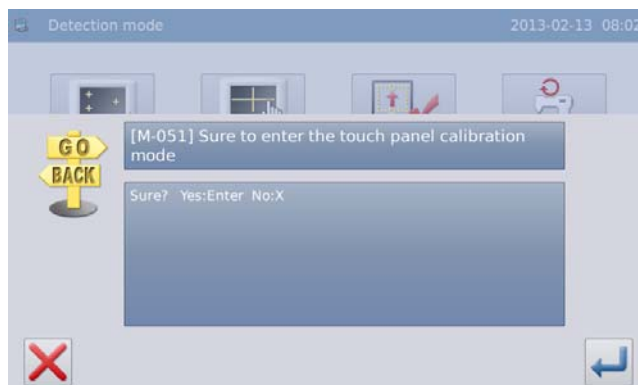 Detection mode
2013-02-13 08:02
GO
BACK
[M-051] Sure to enter the touch panel calibration
mode
Sure? Yes:Enter No:X